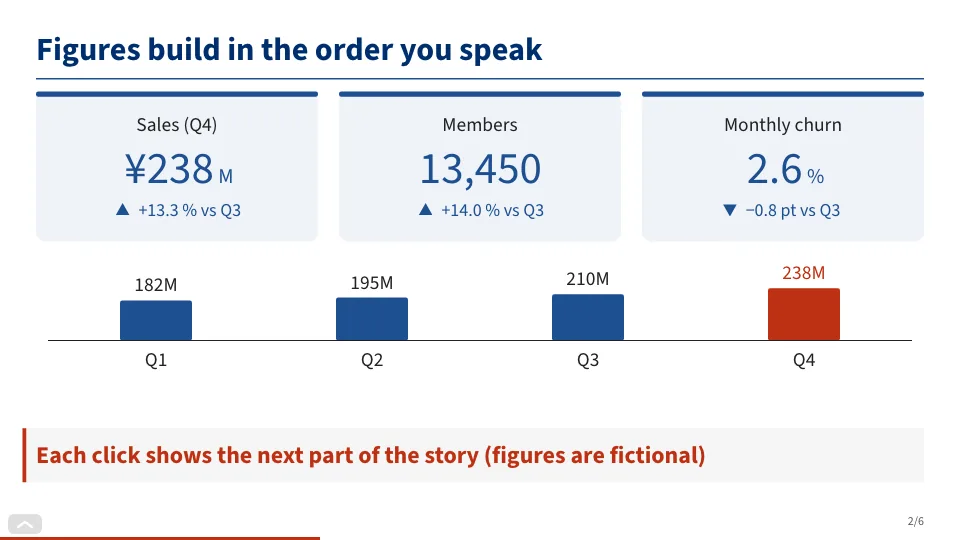 Figures build in the order you speak
Sales (Q4)
¥238 M
▲ +13.3 % vs Q3
Members
13,450
▲ +14.0 % vs Q3
Monthly churn
2.6 %
▼ −0.8 pt vs Q3
182M
195M
210M
238M
Q1
Q2
Q3
Q4
Each click shows the next part of the story (figures are fictional)
2/6